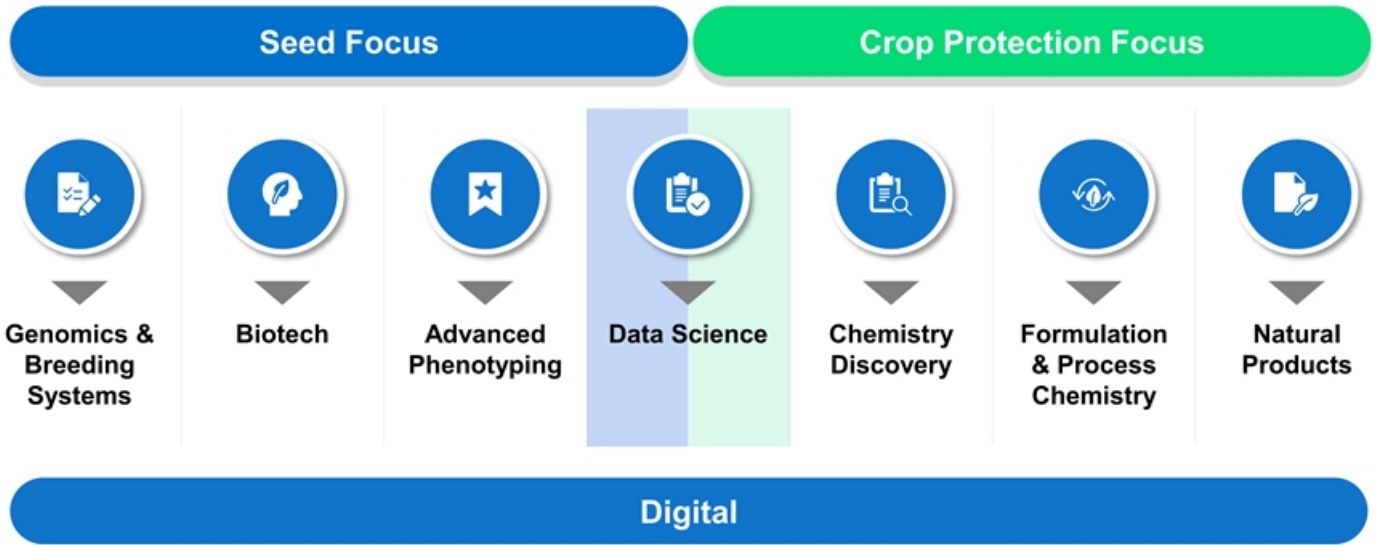 Seed Focus
Crop Protection Focus
Genomics &
Breeding
Systems
Biotech
Advanced
Phenotyping
Data Science
Chemistry
Discovery
Formulation
& Process
Chemistry
Natural
Products
Digital